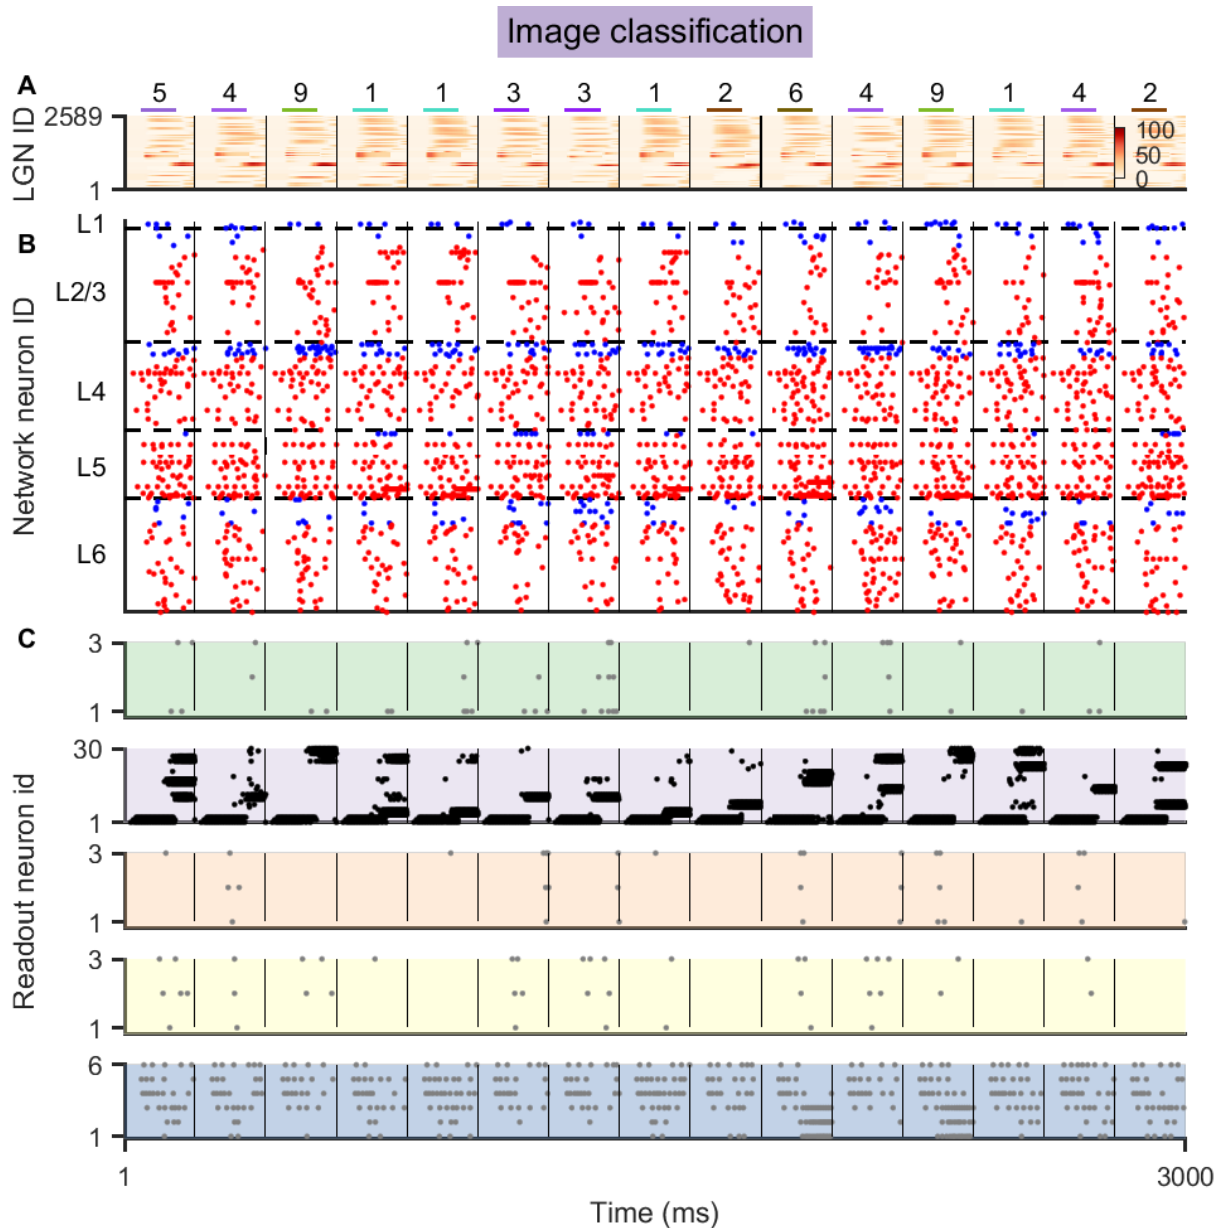 Image classification
A
5 4 9 1 1 3 3 1 2 6 4 9 1 4 2
LGN ID
2589
1
100
50
0
B
Network neuron ID
L1
L2/3
L4
L5
L6
C
Readout neuron id
3
1
30
1
3
1
3
1
6
1
1 3000
Time (ms)